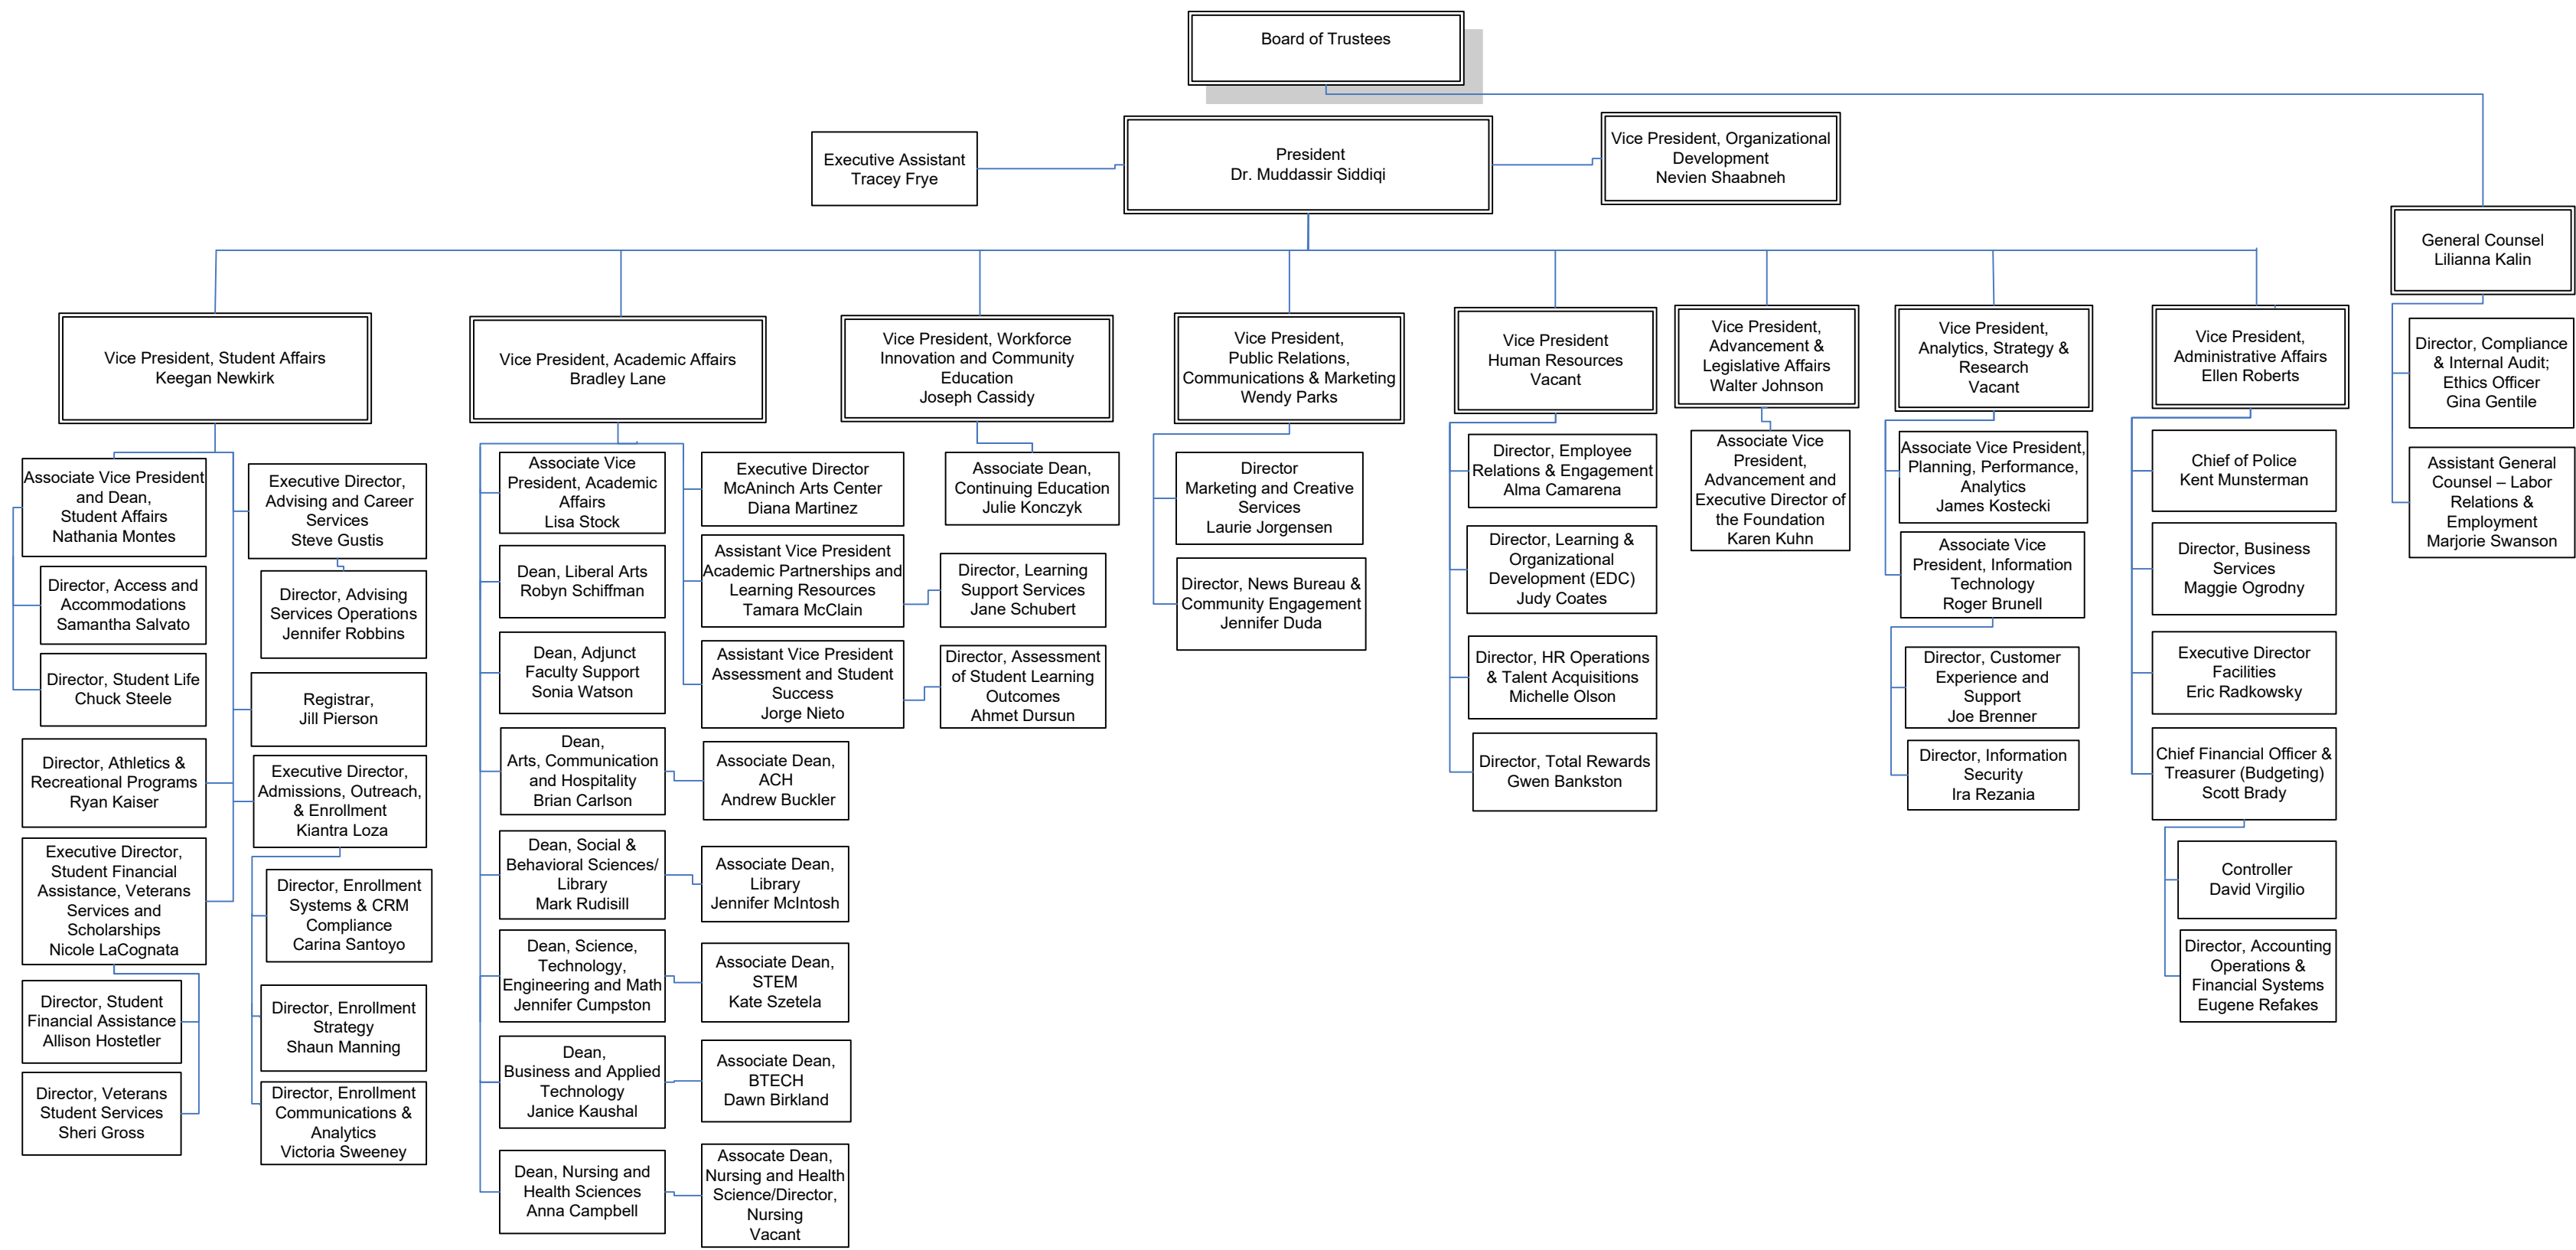 Board of Trustees
Executive Assistant
Tracey Frye
President
Dr. Muddassir Siddiqi
Vice President, Organizational
Development
Nevien Shaabneh
General Counsel
Lilianna Kalin
Director, Compliance
& Internal Audit;
Ethics Officer
Gina Gentile
Assistant General
Counsel – Labor
Relations &
Employment
Marjorie Swanson
Vice President, Student Affairs
Keegan Newkirk
Associate Vice President
and Dean,
Student Affairs
Nathania Montes
Director, Access and
Accommodations
Samantha Salvato
Director, Student Life
Chuck Steele
Director, Athletics &
Recreational Programs
Ryan Kaiser
Executive Director,
Student Financial
Assistance, Veterans
Services and
Scholarships
Nicole LaCognata
Director, Student
Financial Assistance
Allison Hostetler
Director, Veterans
Student Services
Sheri Gross
Executive Director,
Advising and Career
Services
Steve Gustis
Director, Advising
Services Operations
Jennifer Robbins
Registrar,
Jill Pierson
Executive Director,
Admissions, Outreach,
& Enrollment
Kiantra Loza
Director, Enrollment
Systems & CRM
Compliance
Carina Santoyo
Director, Enrollment
Strategy
Shaun Manning
Director, Enrollment
Communications &
Analytics
Victoria Sweeney
Vice President, Academic Affairs
Bradley Lane
Associate Vice
President, Academic
Affairs
Lisa Stock
Dean, Liberal Arts
Robyn Schiffman
Dean, Adjunct
Faculty Support
Sonia Watson
Dean,
Arts, Communication
and Hospitality
Brian Carlson
Dean, Social &
Behavioral Sciences/
Library
Mark Rudisill
Dean, Science,
Technology,
Engineering and Math
Jennifer Cumpston
Dean,
Business and Applied
Technology
Janice Kaushal
Dean, Nursing and
Health Sciences
Anna Campbell
Executive Director
McAninch Arts Center
Diana Martinez
Assistant Vice President
Academic Partnerships and
Learning Resources
Tamara McClain
Assistant Vice President
Assessment and Student
Success
Jorge Nieto
Associate Dean,
ACH
Andrew Buckler
Associate Dean,
Library
Jennifer McIntosh
Associate Dean,
STEM
Kate Szetela
Associate Dean,
BTECH
Dawn Birkland
Assocate Dean,
Nursing and Health
Science/Director,
Nursing
Vacant
Director, Learning
Support Services
Jane Schubert
Director, Assessment
of Student Learning
Outcomes
Ahmet Dursun
Vice President, Workforce
Innovation and Community
Education
Joseph Cassidy
Associate Dean,
Continuing Education
Julie Konczyk
Vice President,
Public Relations,
Communications & Marketing
Wendy Parks
Director
Marketing and Creative
Services
Laurie Jorgensen
Director, News Bureau &
Community Engagement
Jennifer Duda
Vice President
Human Resources
Vacant
Director, Employee
Relations & Engagement
Alma Camarena
Director, Learning &
Organizational
Development (EDC)
Judy Coates
Director, HR Operations
& Talent Acquisitions
Michelle Olson
Director, Total Rewards
Gwen Bankston
Vice President,
Advancement &
Legislative Affairs
Walter Johnson
Associate Vice
President,
Advancement and
Executive Director of
the Foundation
Karen Kuhn
Vice President,
Analytics, Strategy &
Research
Vacant
Associate Vice President,
Planning, Performance,
Analytics
James Kostecki
Associate Vice
President, Information
Technology
Roger Brunell
Director, Customer
Experience and
Support
Joe Brenner
Director, Information
Security
Ira Rezania
Vice President,
Administrative Affairs
Ellen Roberts
Chief of Police
Kent Munsterman
Director, Business
Services
Maggie Ogrodny
Executive Director
Facilities
Eric Radkowsky
Chief Financial Officer &
Treasurer (Budgeting)
Scott Brady
Controller
David Virgilio
Director, Accounting
Operations &
Financial Systems
Eugene Refakes